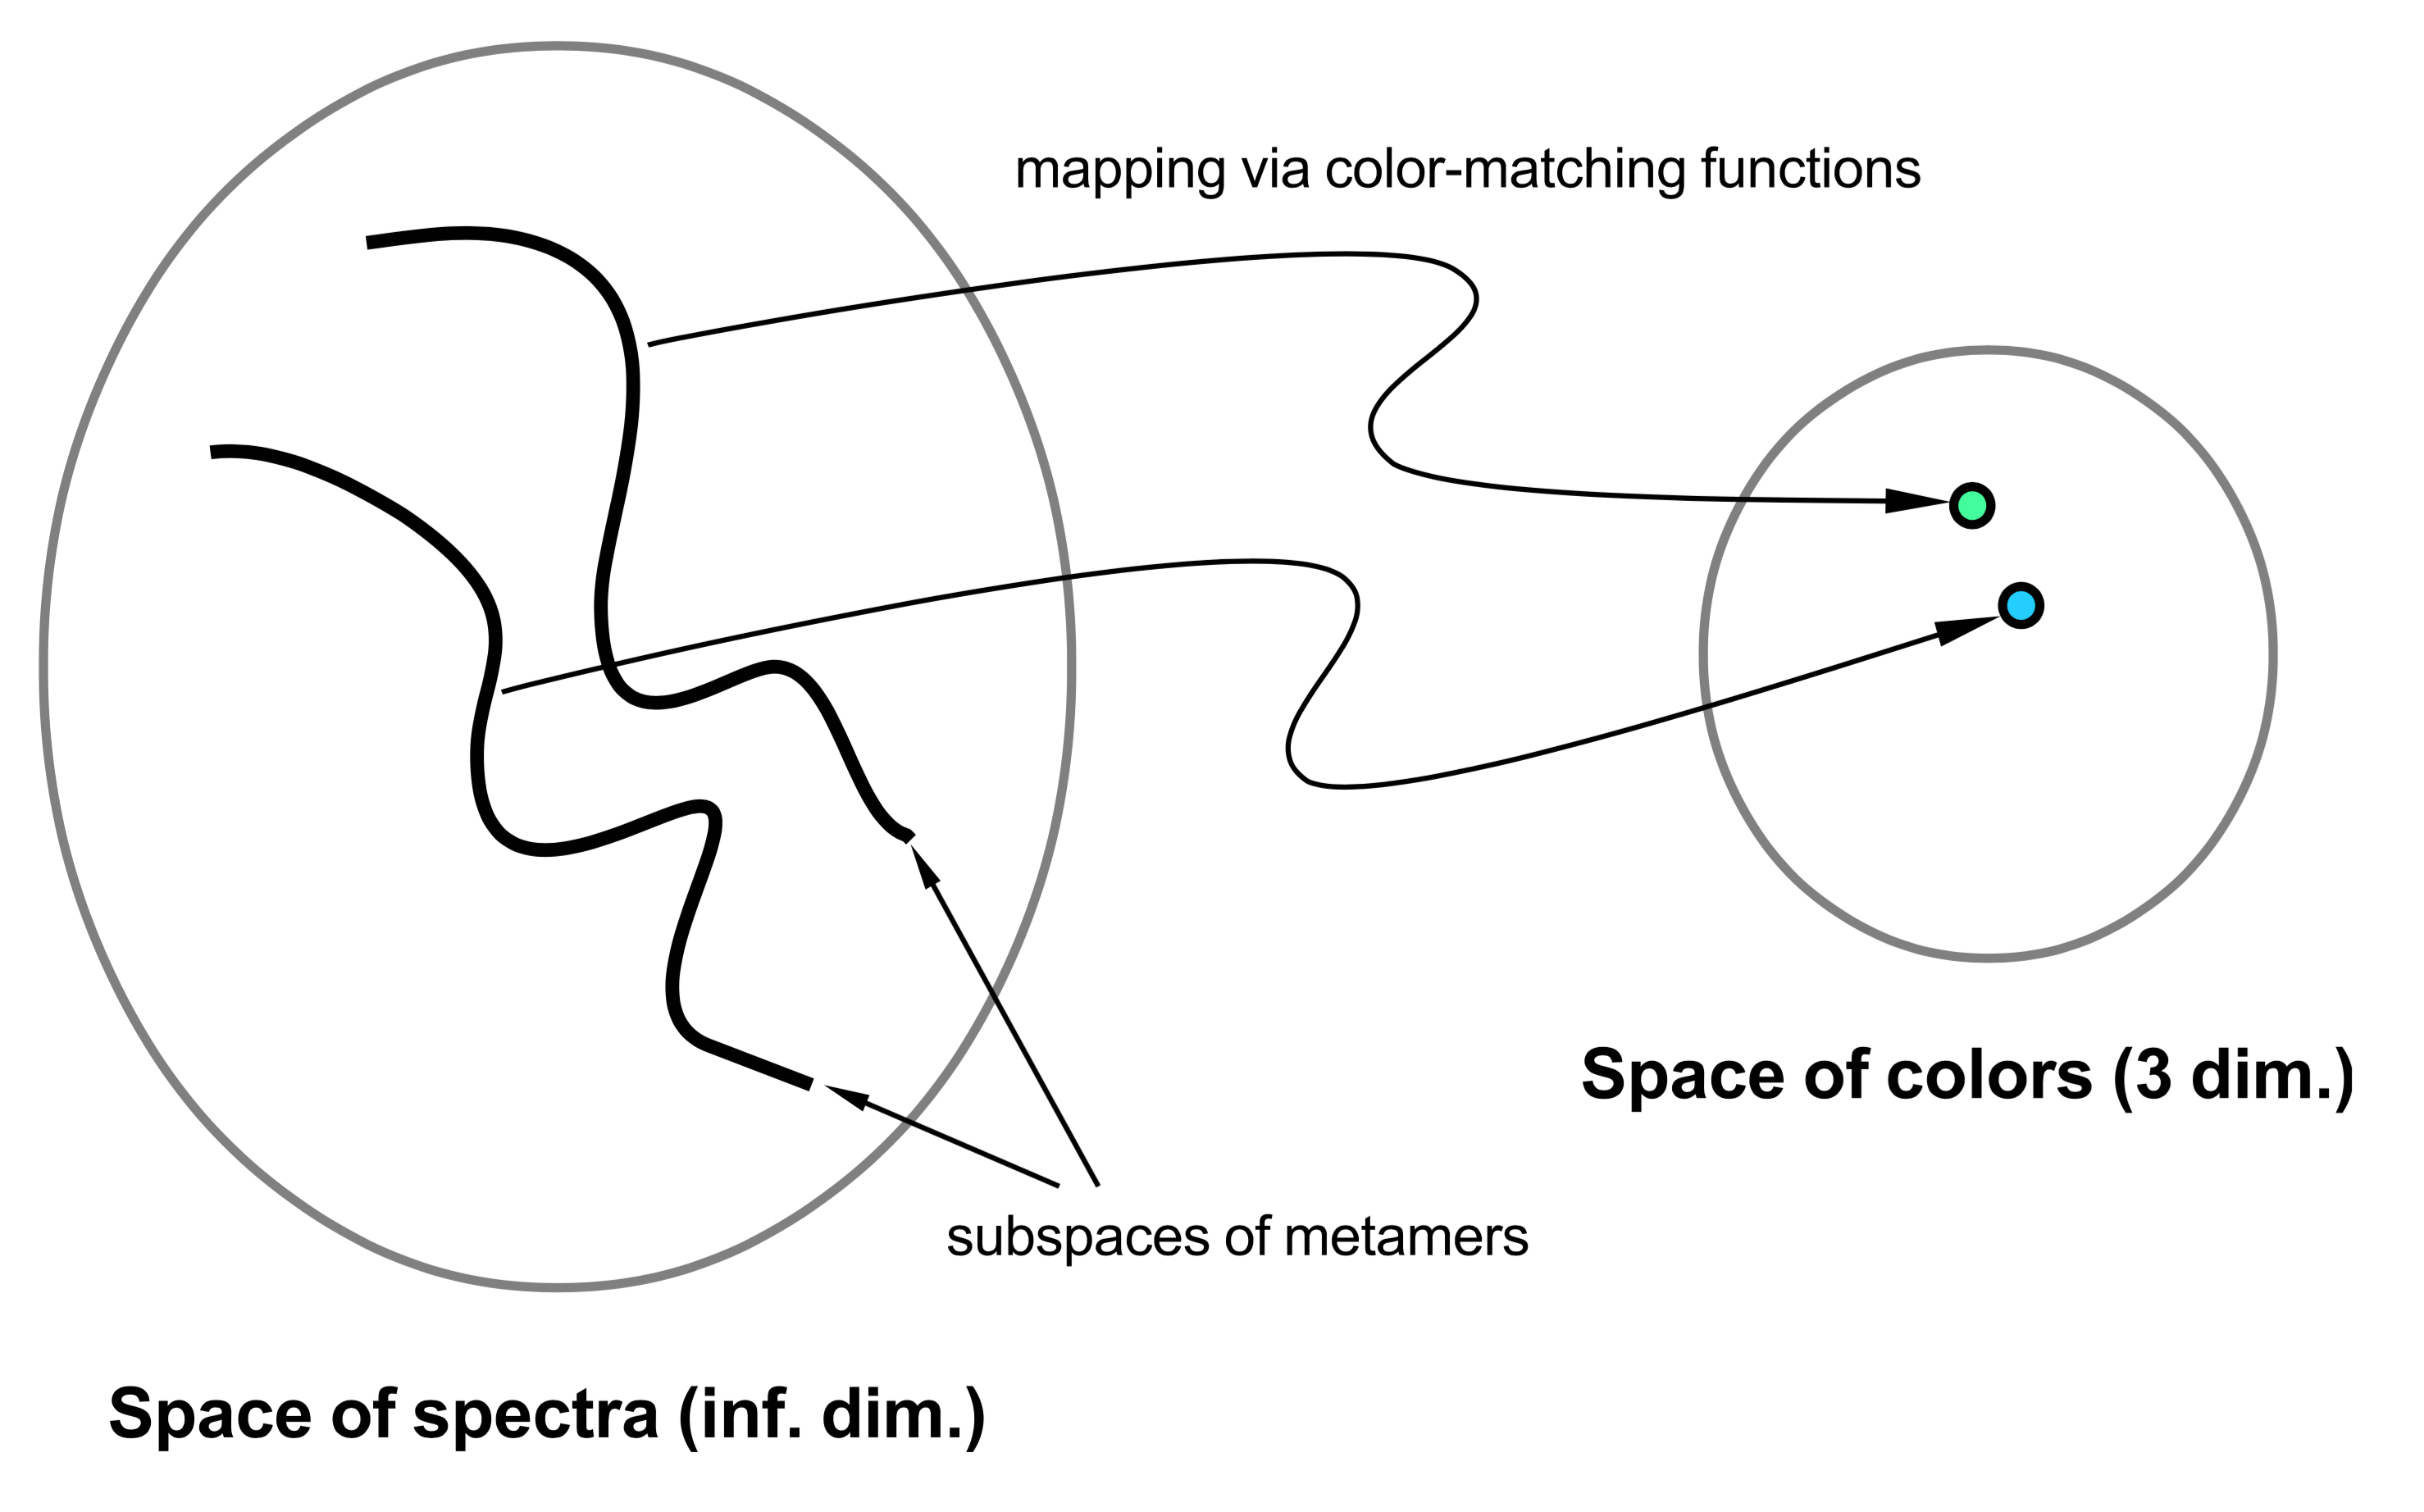 mapping via color-matching functions
Space of colors (3 dim.)
subspaces of metamers
Space of spectra (inf. dim.)